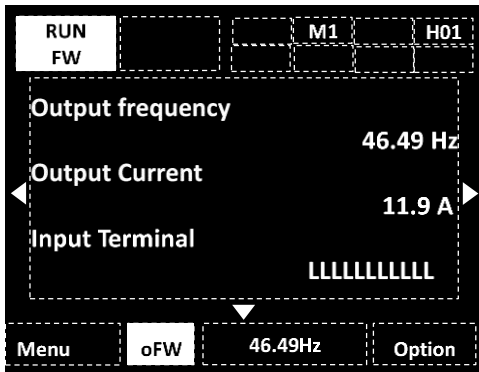 RUN M1 H01
FW
Output frequency
46.49 Hz
Output Current
11.9 A
Input Terminal
LLLLLLLLLLL
Menu oFW 46.49Hz Option